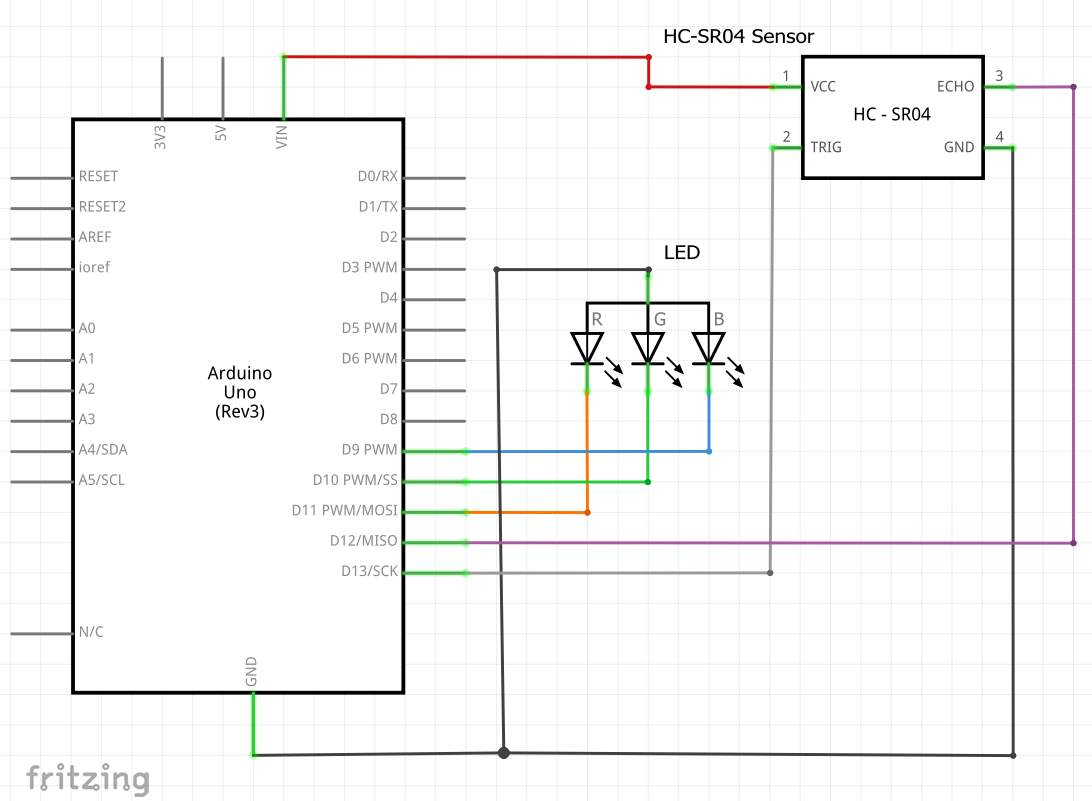 HC-SR04 Sensor
3V3
5V
VIN
1
VCC
ECHO
3
HC - SR04
2
TRIG
GND
4
RESET
D0/RX
RESET2
D1/TX
AREF
D2
ioref
D3 PWM
LED
D4
R
G
B
A0
D5 PWM
A1
D6 PWM
A2
D7
Arduino
Uno
(Rev3)
A3
D8
A4/SDA
D9 PWM
A5/SCL
D10 PWM/SS
D11 PWM/MOSI
D12/MISO
D13/SCK
N/C
GND
fritzing